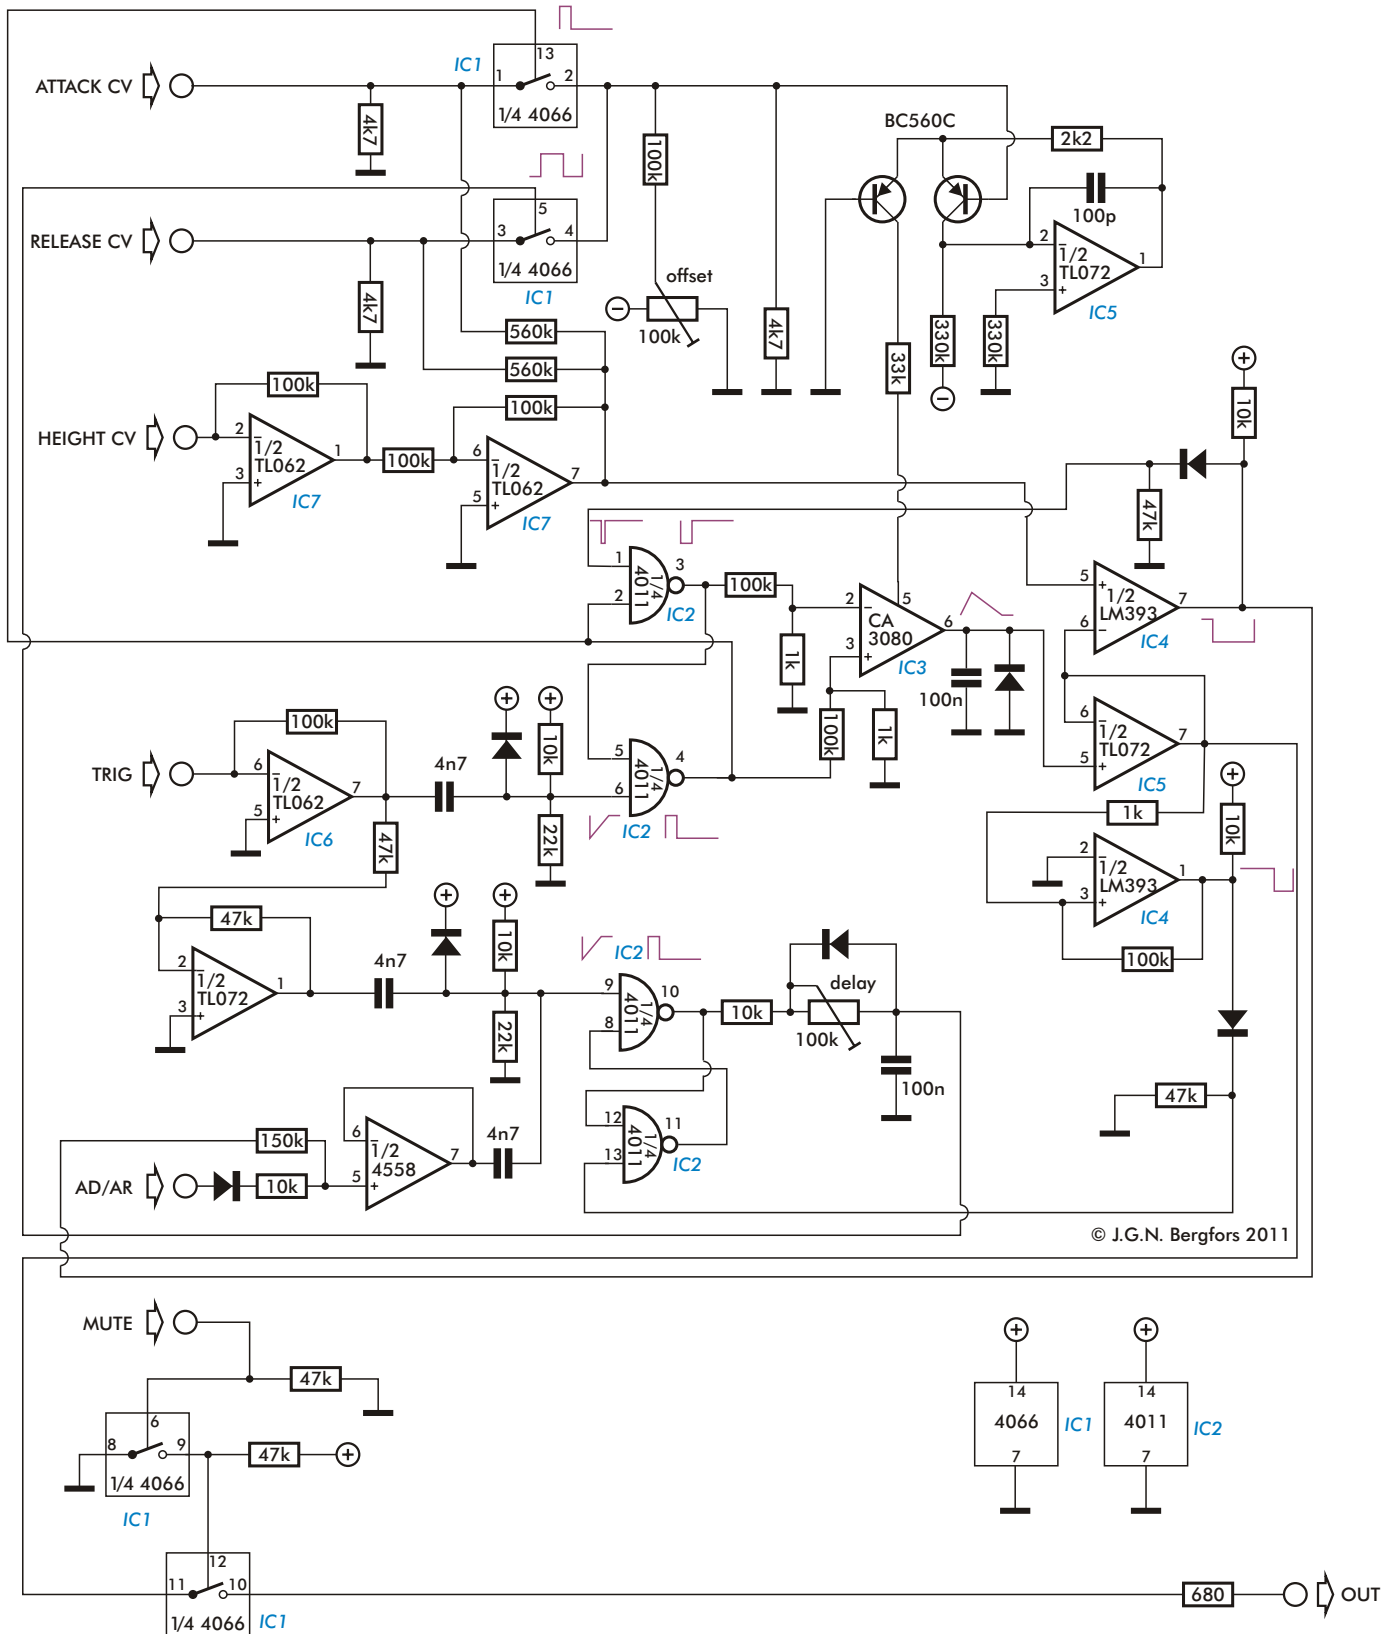 ATTACK CV
IC1
13
1
2
1/4 4066
4k7
RELEASE CV
5
3
4
1/4 4066
IC1
4k7
100k
offset
100k
4k7
BC560C
2k2
100p
2
1/2
TL072
3
1
IC5
330k
330k
33k
10k
560k
560k
100k
100k
HEIGHT CV
2
1/2
TL062
3
1
IC7
100k
6
1/2
TL062
5
7
IC7
47k
1
2
3
1/4
4011
IC2
100k
1k
2
CA
3080
3
5
6
IC3
100k
1k
100n
5
1/2
LM393
6
7
IC4
6
1/2
TL072
5
7
IC5
1k
10k
2
1/2
LM393
3
1
IC4
100k
TRIG
100k
6
1/2
TL062
5
7
IC6
4n7
10k
22k
5
6
4
1/4
4011
IC2
47k
47k
2
1/2
TL072
3
1
4n7
10k
22k
IC2
9
8
10
1/4
4011
10k
delay
100k
100n
12
13
11
1/4
4011
IC2
47k
150k
AD/AR
10k
6
1/2
4558
5
7
4n7
© J.G.N. Bergfors 2011
MUTE
47k
6
8
9
1/4 4066
IC1
47k
14
4066
7
IC1
14
4011
7
IC2
12
11
10
1/4 4066
IC1
680
OUT